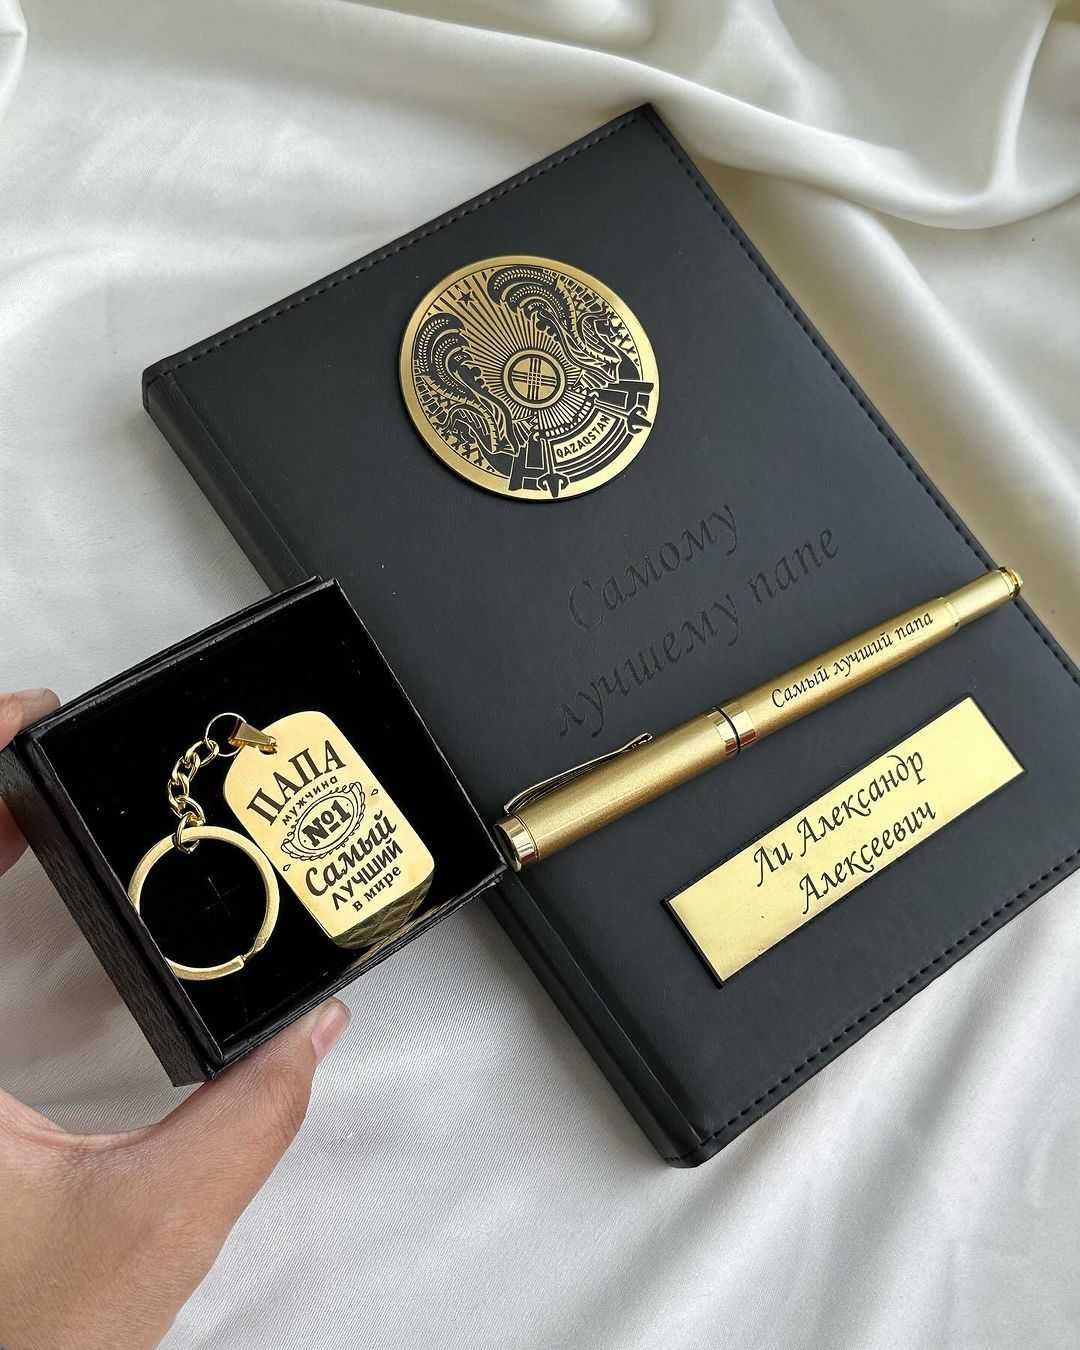 QAZAQSTAN
Самому
лучшему папе
Самый лучший папа
Ли Александр
Алексеевич
ПАПА
мужчина
№1
Самый
лучший
в мире